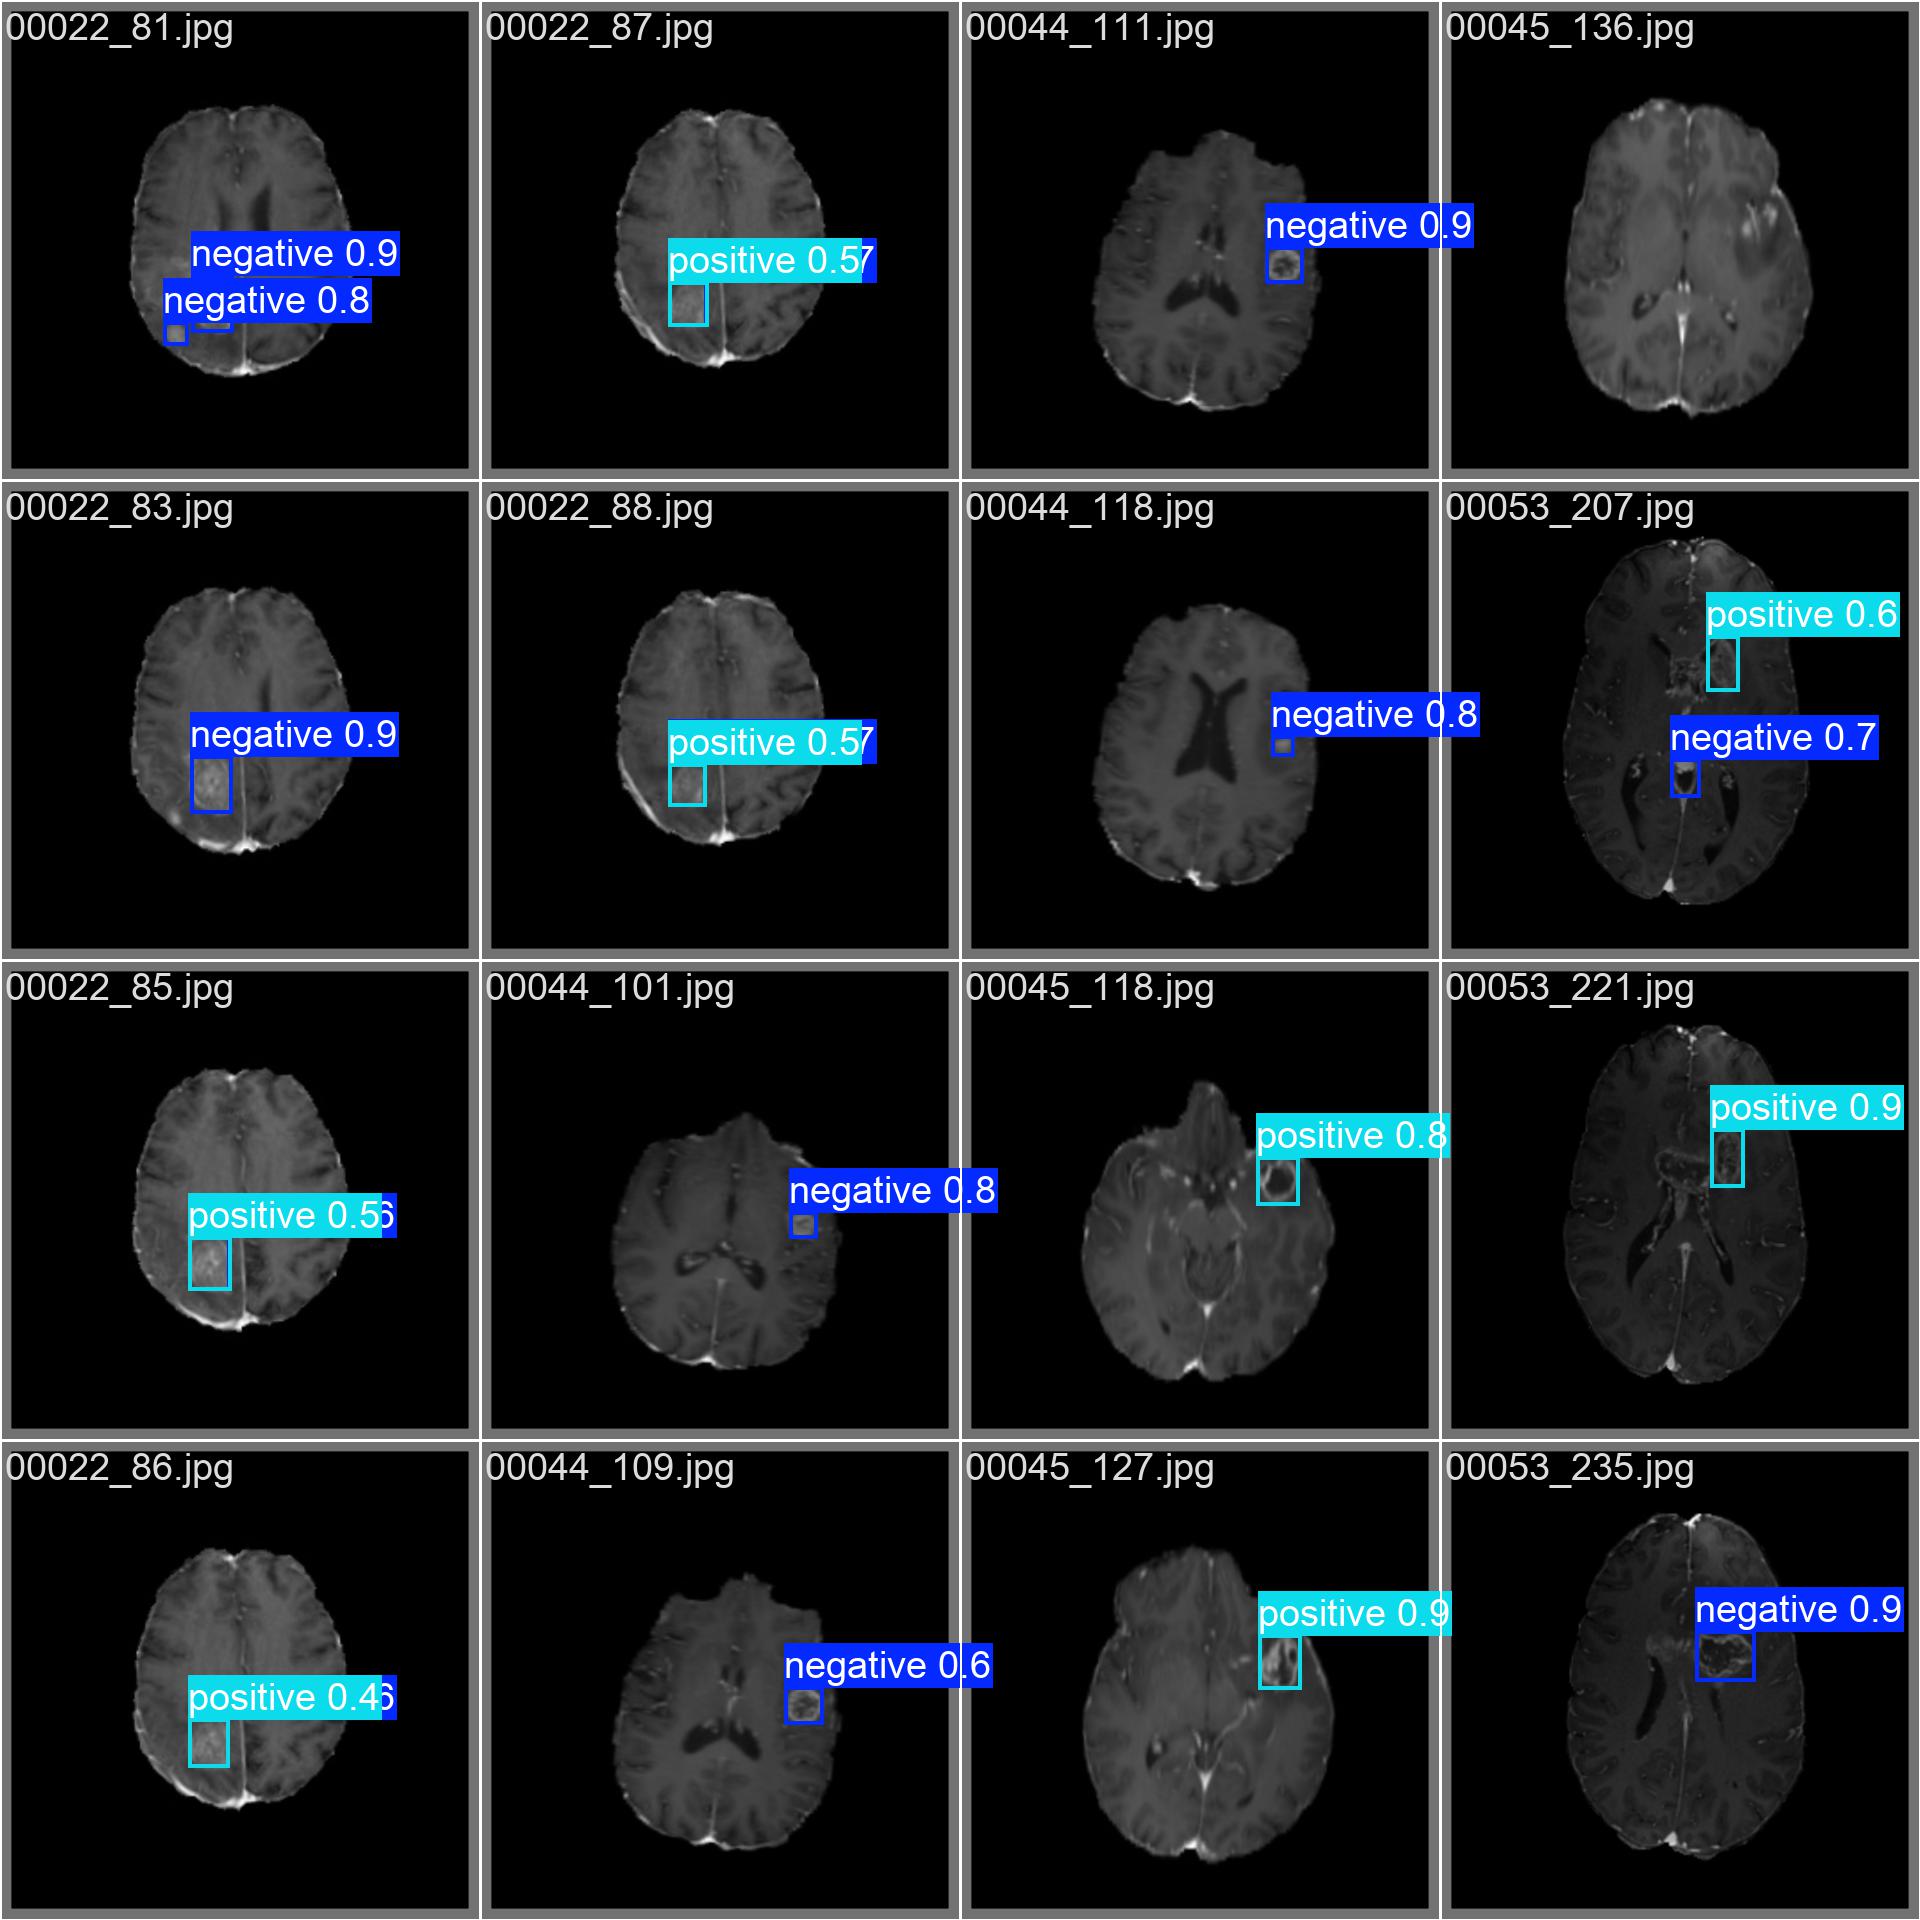 00022_81.jpg
negative 0.9
negative 0.8
00022_87.jpg
positive 0.57
00044_111.jpg
negative 0.9
00045_136.jpg
00022_83.jpg
negative 0.9
00022_88.jpg
positive 0.57
00044_118.jpg
negative 0.8
00053_207.jpg
positive 0.6
negative 0.7
00022_85.jpg
positive 0.56
00044_101.jpg
negative 0.8
00045_118.jpg
positive 0.8
00053_221.jpg
positive 0.9
00022_86.jpg
positive 0.46
00044_109.jpg
negative 0.6
00045_127.jpg
positive 0.9
00053_235.jpg
negative 0.9